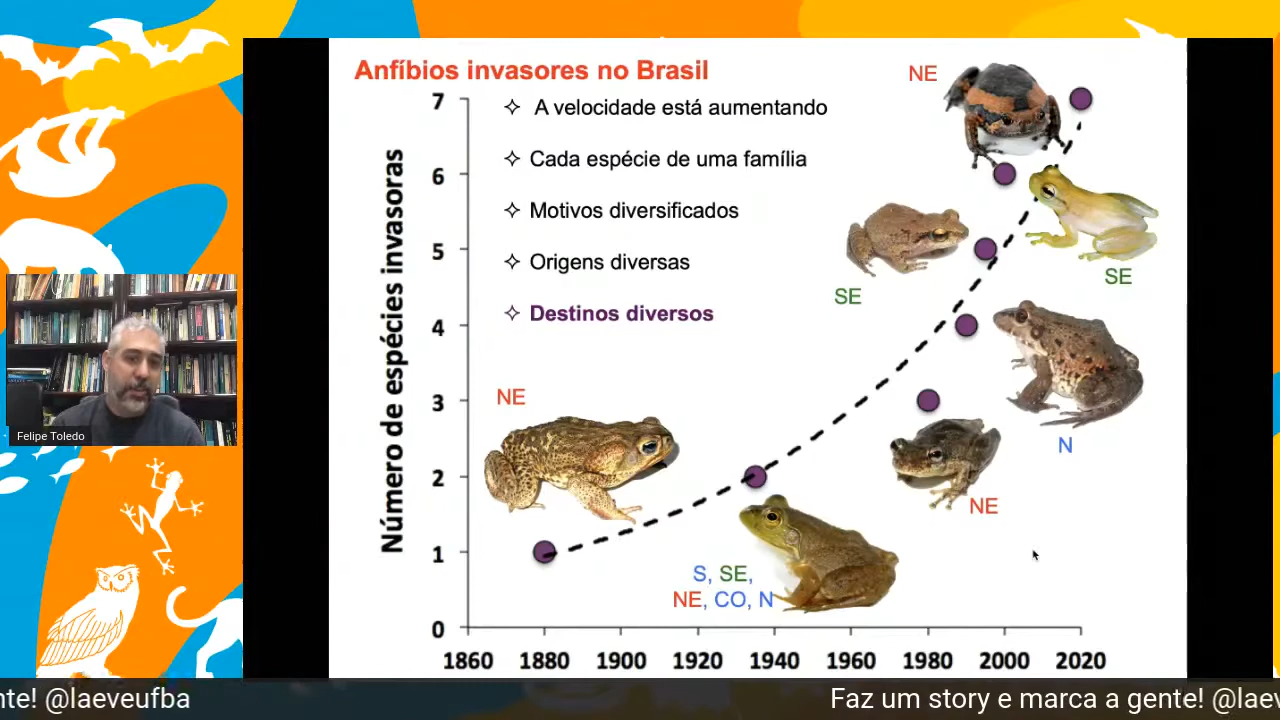 Anfíbios invasores no Brasil
✧ A velocidade está aumentando
✧ Cada espécie de uma família
✧ Motivos diversificados
✧ Origens diversas
✧ Destinos diversos
Número de espécies invasoras
7
6
5
4
3
2
1
0
1860 1880 1900 1920 1940 1960 1980 2000 2020
NE
SE
SE
N
NE
NE
S, SE,
NE, CO, N
Felipe Toledo
nte! @laeveufba
Faz um story e marca a gente! @laev